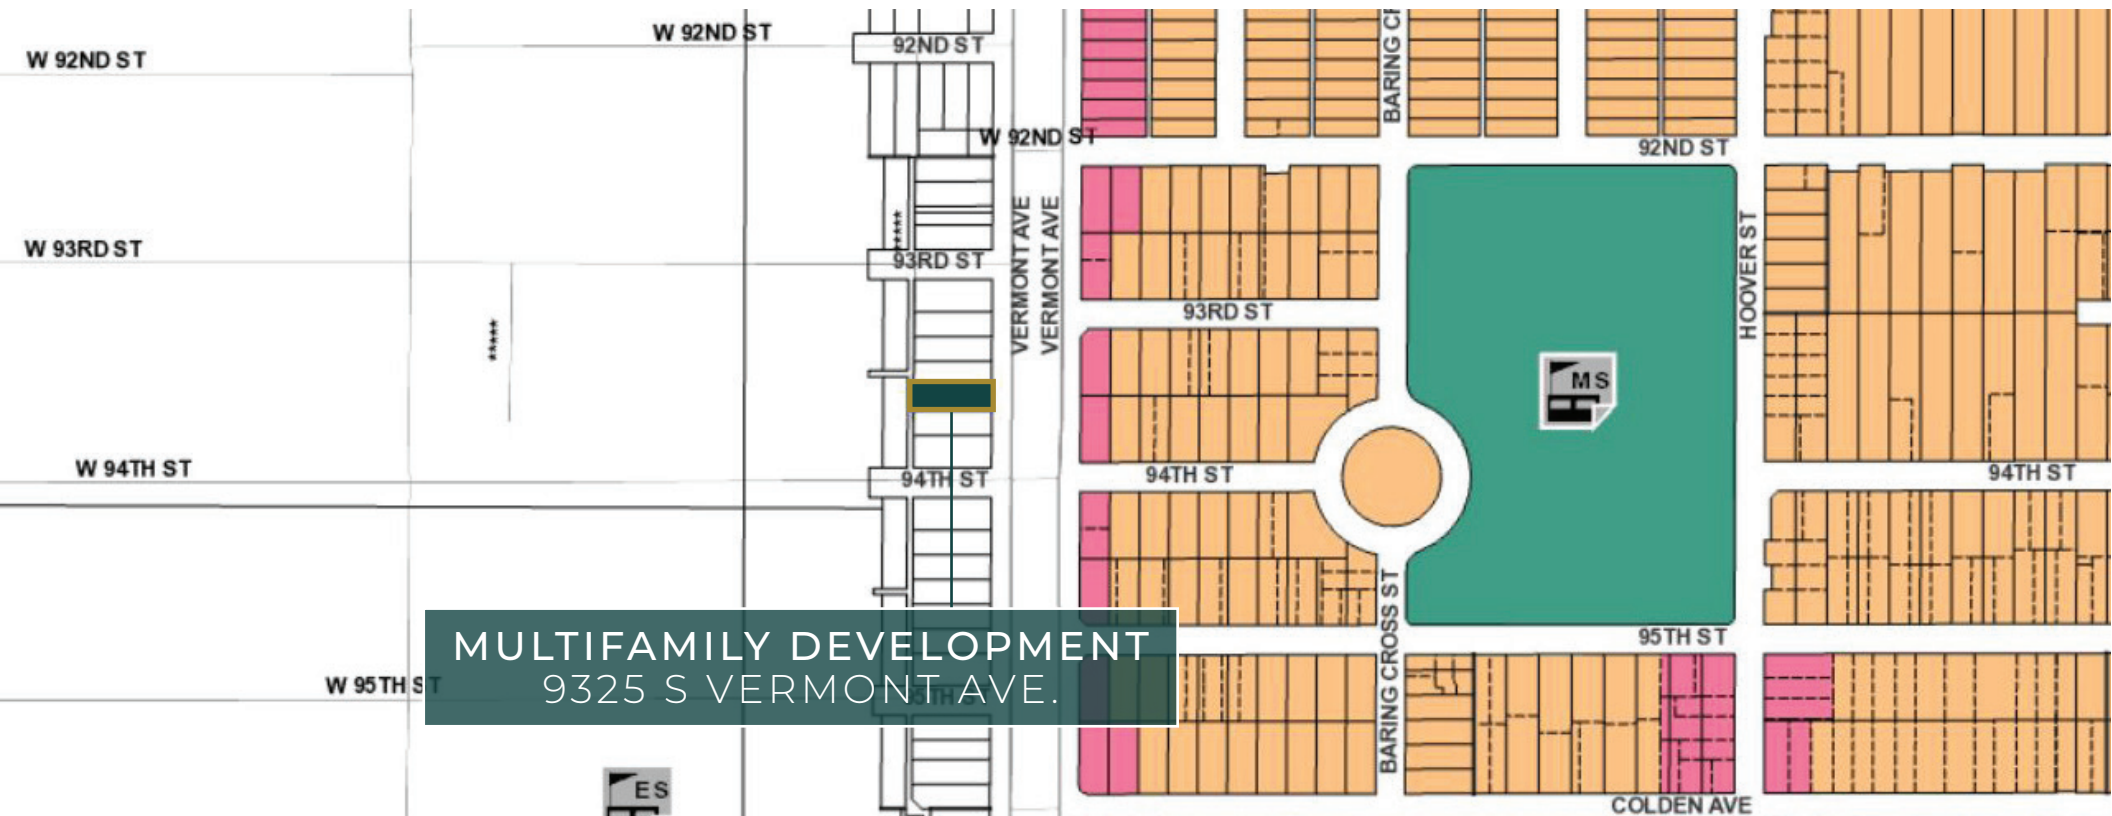 W 92ND ST
92ND ST
BARING C
W 92ND ST
W 92ND ST
92ND ST
VERMONT AVE
VERMONT AVE
HOOVER ST
*****
W 93RD ST
93RD ST
93RD ST
*****
MS
W 94TH ST
94TH ST
94TH ST
94TH ST
BARING CROSS ST
MULTIFAMILY DEVELOPMENT
9325 S VERMONT AVE.
95TH ST
W 95TH ST
95TH ST
ES
COLDEN AVE